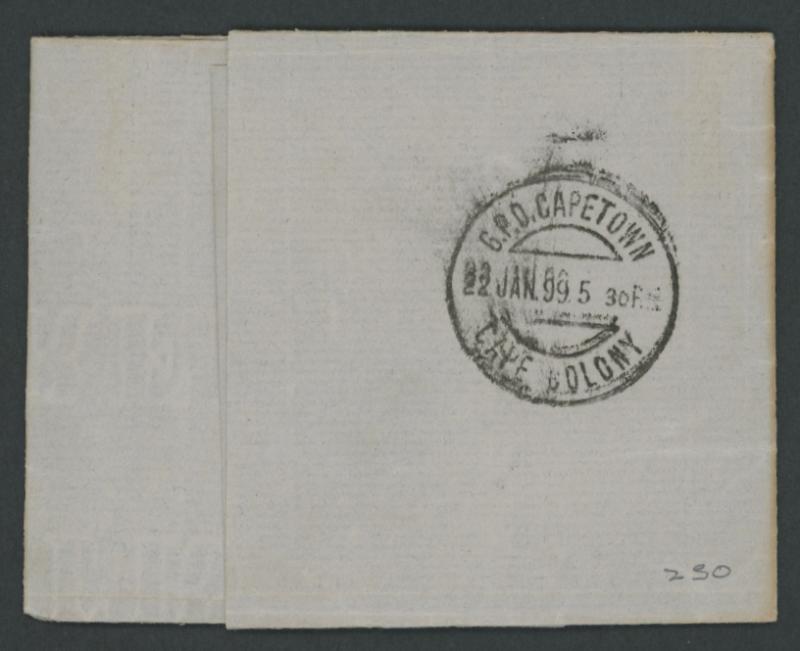 G.P.O. CAPETOWN
22 JAN. 99. 5 30 P.M.
CAPE COLONY
230